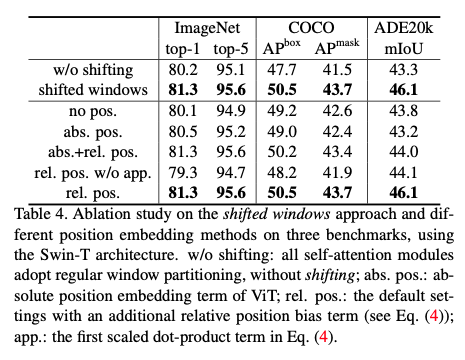 ImageNet COCO ADE20k
top-1 top-5 APbox APmask mIoU
w/o shifting 80.2 95.1 47.7 41.5 43.3
shifted windows 81.3 95.6 50.5 43.7 46.1
no pos. 80.1 94.9 49.2 42.6 43.8
abs. pos. 80.5 95.2 49.0 42.4 43.2
abs.+rel. pos. 81.3 95.6 50.2 43.4 44.0
rel. pos. w/o app. 79.3 94.7 48.2 41.9 44.1
rel. pos. 81.3 95.6 50.5 43.7 46.1
Table 4. Ablation study on the shifted windows approach and dif-
ferent position embedding methods on three benchmarks, using
the Swin-T architecture. w/o shifting: all self-attention modules
adopt regular window partitioning, without shifting; abs. pos.: ab-
solute position embedding term of ViT; rel. pos.: the default set-
tings with an additional relative position bias term (see Eq. (4));
app.: the first scaled dot-product term in Eq. (4).